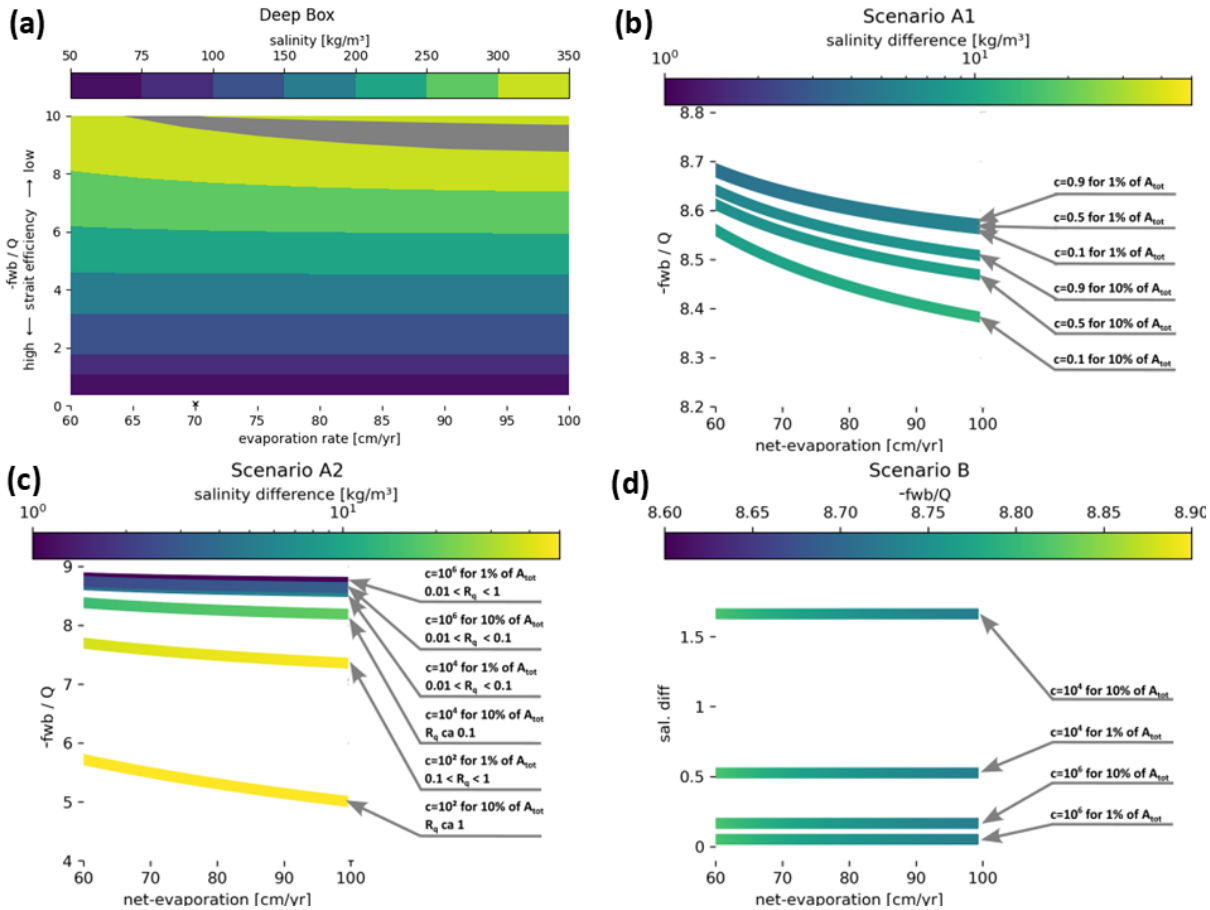 (a)
Deep Box
salinity [kg/m³]
50 75 100 150 200 250 260 300 350
-fwb / Q
high ⟵ strait efficiency ⟶ low
10
8
6
4
2
0
60 65 70 75 80 85 90 95 100
evaporation rate [cm/yr]
(b)
Scenario A1
salinity difference [kg/m³]
10⁰ 10¹
-fwb / Q
8.8
8.7
8.6
8.5
8.4
8.3
8.2
c=0.9 for 1% of Aₜₒₜ
c=0.5 for 1% of Aₜₒₜ
c=0.1 for 1% of Aₜₒₜ
c=0.9 for 10% of Aₜₒₜ
c=0.5 for 10% of Aₜₒₜ
c=0.1 for 10% of Aₜₒₜ
60 70 80 90 100
net-evaporation [cm/yr]
(c)
Scenario A2
salinity difference [kg/m³]
10⁰ 10¹
-fwb / Q
9
8
7
6
5
4
c=10⁶ for 1% of Aₜₒₜ
0.01 < R_q < 1
c=10⁶ for 10% of Aₜₒₜ
0.01 < R_q < 0.1
c=10⁴ for 1% of Aₜₒₜ
0.01 < R_q < 0.1
c=10⁴ for 10% of Aₜₒₜ
R_q ca 0.1
c=10² for 1% of Aₜₒₜ
0.1 < R_q < 1
c=10² for 10% of Aₜₒₜ
R_q ca 1
60 70 80 90 100
net-evaporation [cm/yr]
(d)
Scenario B
-fwb/Q
8.60 8.65 8.70 8.75 8.80 8.85 8.90
sal. diff
1.5
1
0.5
0
c=10⁴ for 10% of Aₜₒₜ
c=10⁴ for 1% of Aₜₒₜ
c=10⁶ for 10% of Aₜₒₜ
c=10⁶ for 1% of Aₜₒₜ
60 70 80 90 100
net-evaporation [cm/yr]